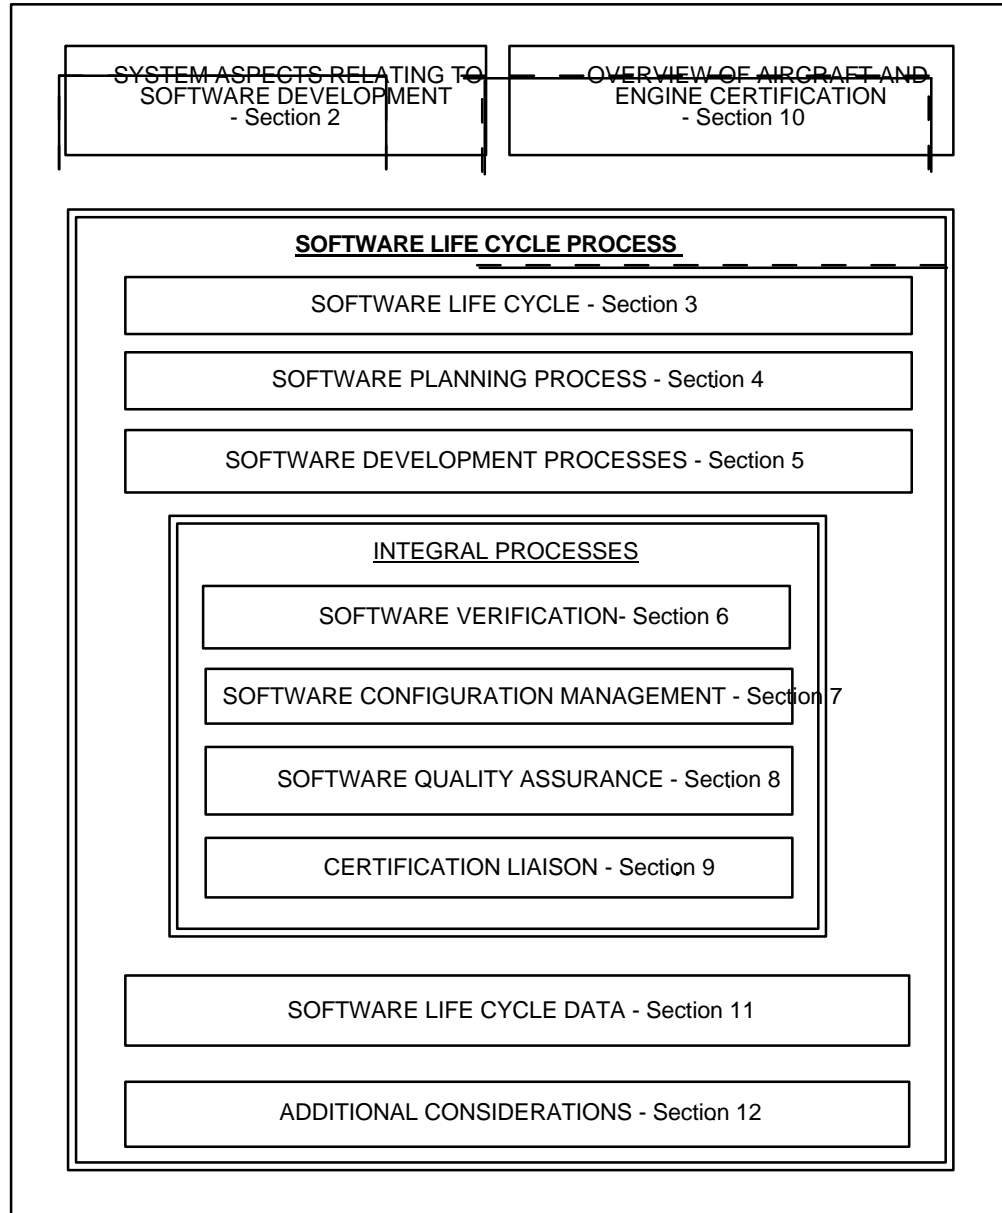 SYSTEM ASPECTS RELATING TO
SOFTWARE DEVELOPMENT
- Section 2
OVERVIEW OF AIRCRAFT AND
ENGINE CERTIFICATION
- Section 10
SOFTWARE LIFE CYCLE PROCESS
SOFTWARE LIFE CYCLE - Section 3
SOFTWARE PLANNING PROCESS - Section 4
SOFTWARE DEVELOPMENT PROCESSES - Section 5
INTEGRAL PROCESSES
SOFTWARE VERIFICATION- Section 6
SOFTWARE CONFIGURATION MANAGEMENT - Section 7
SOFTWARE QUALITY ASSURANCE - Section 8
CERTIFICATION LIAISON - Section 9
SOFTWARE LIFE CYCLE DATA - Section 11
ADDITIONAL CONSIDERATIONS - Section 12